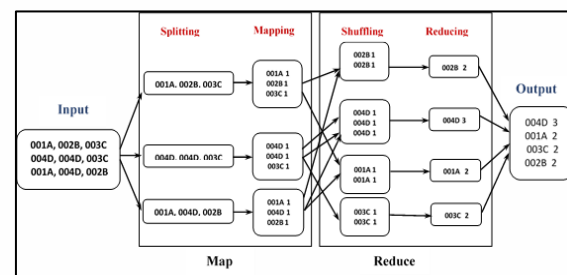 Splitting
Mapping
Shuffling
Reducing
Input
001A, 002B, 003C
004D, 004D, 003C
001A, 004D, 002B
001A. 002B. 003C
004D. 004D. 003C
001A, 004D, 002B
001A 1
002B 1
003C 1
004D 1
004D 1
003C 1
001A 1
004D 1
002B 1
002B 1
002B 1
004D 1
004D 1
004D 1
001A 1
001A 1
003C 1
003C 1
002B 2
004D 3
001A 2
003C 2
Output
004D 3
001A 2
003C 2
002B 2
Map
Reduce